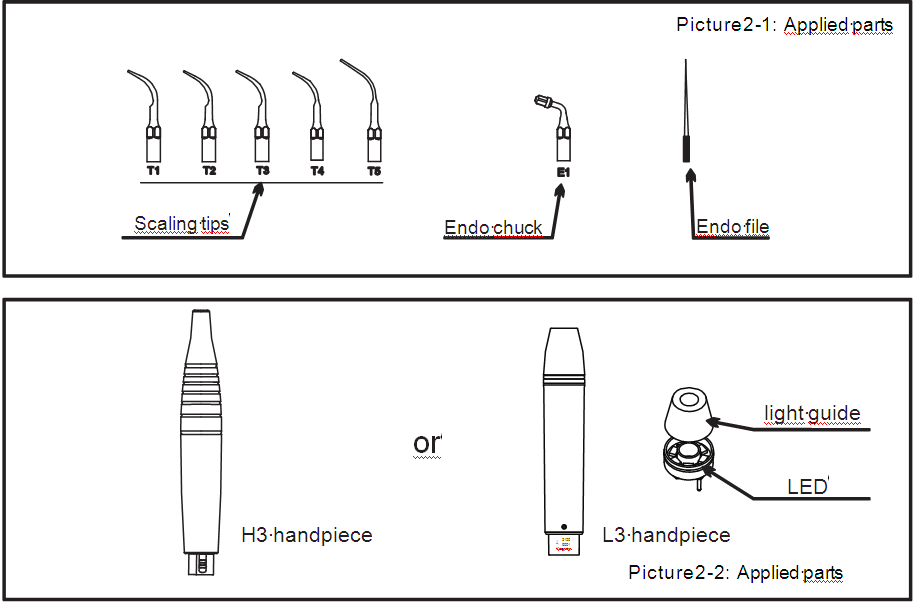 Picture2-1: Applied parts
T1 T2 T3 T4 T5
E1
Scaling tips
Endo chuck
Endo file
light guide
or
LED
H3 handpiece
L3 handpiece
Picture2-2: Applied parts